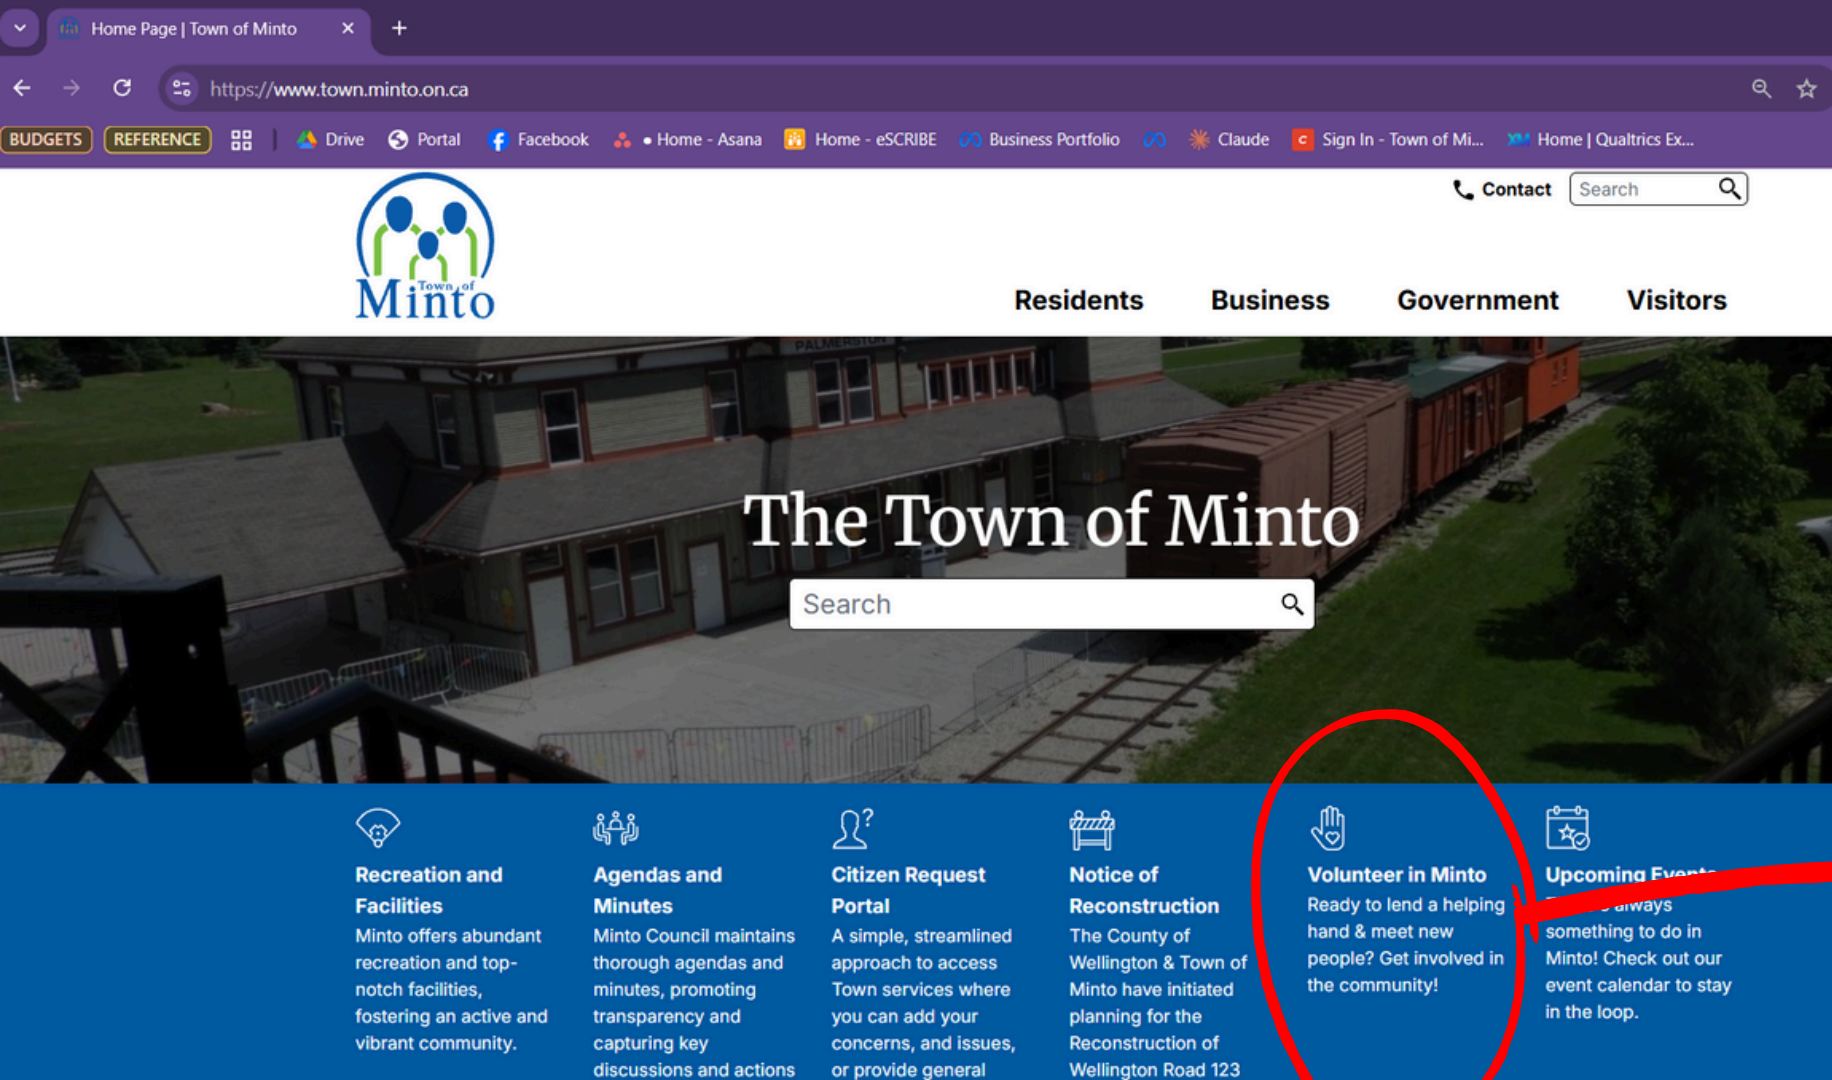 Home Page | Town of Minto
https://www.town.minto.on.ca
BUDGETS REFERENCE Drive Portal Facebook • Home - Asana Home - eSCRIBE Business Portfolio Claude Sign In - Town of Mi... Home | Qualtrics Ex...
Contact Search
Town of
Minto
Residents Business Government Visitors
PALMERSTON
The Town of Minto
Search
Recreation and
Facilities
Minto offers abundant
recreation and top-
notch facilities,
fostering an active and
vibrant community.
Agendas and
Minutes
Minto Council maintains
thorough agendas and
minutes, promoting
transparency and
capturing key
discussions and actions
Citizen Request
Portal
A simple, streamlined
approach to access
Town services where
you can add your
concerns, and issues,
or provide general
Notice of
Reconstruction
The County of
Wellington & Town of
Minto have initiated
planning for the
Reconstruction of
Wellington Road 123
Volunteer in Minto
Ready to lend a helping
hand & meet new
people? Get involved in
the community!
Upcoming Events
always
something to do in
Minto! Check out our
event calendar to stay
in the loop.